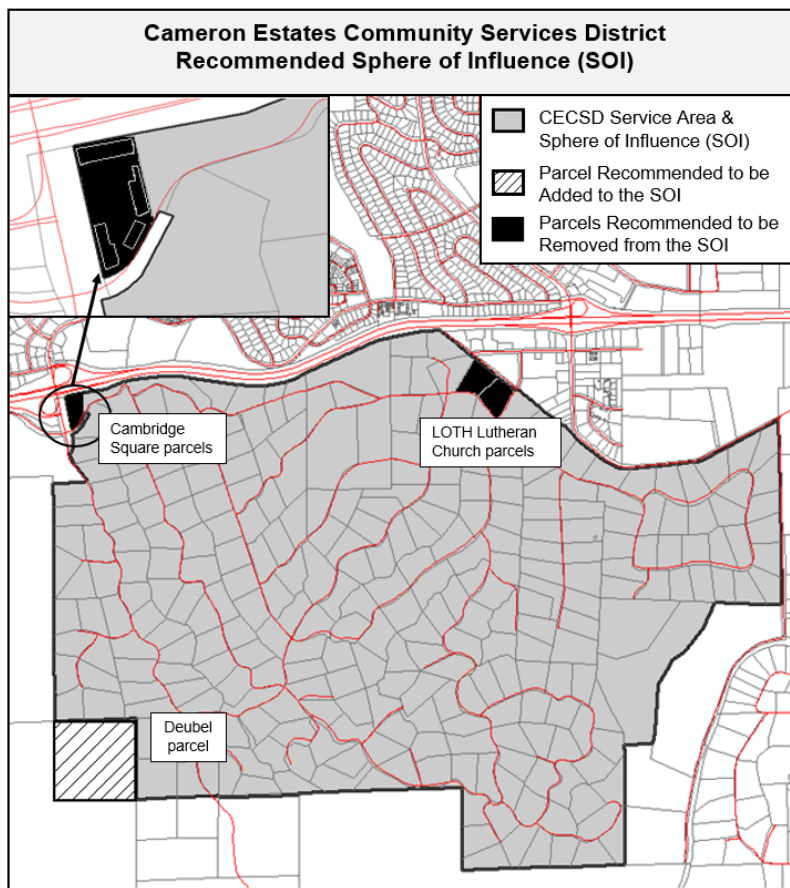 Cameron Estates Community Services District
Recommended Sphere of Influence (SOI)
CECSD Service Area &
Sphere of Influence (SOI)
Parcel Recommended to be
Added to the SOI
Parcels Recommended to be
Removed from the SOI
Cambridge
Square parcels
LOTH Lutheran
Church parcels
Deubel
parcel